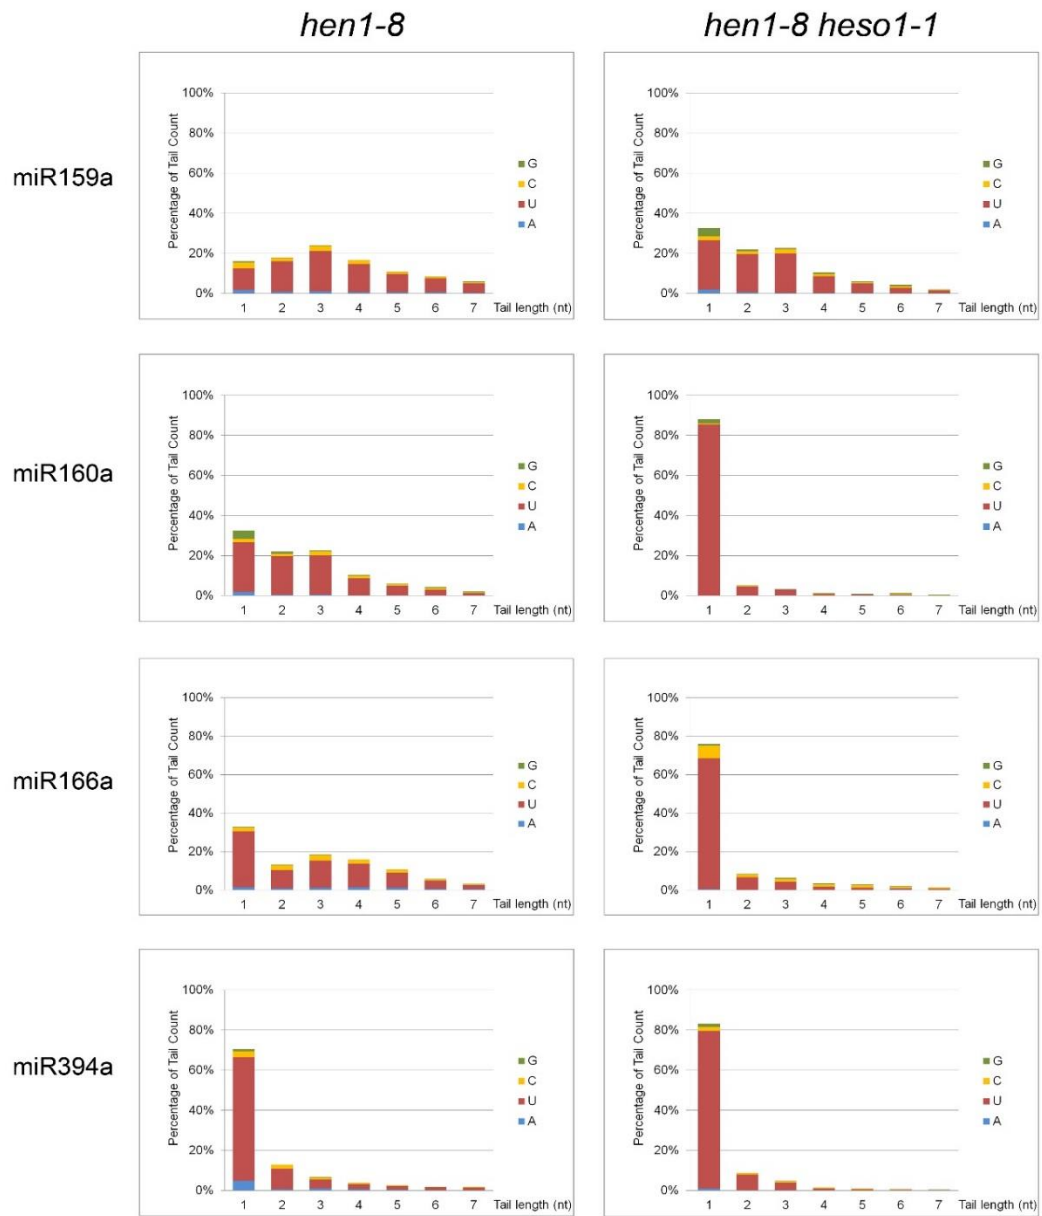 hen1-8 hen1-8 heso1-1
miR159a
Percentage of Tail Count
100%
80%
60%
40%
20%
0%
1 2 3 4 5 6 7 Tail length (nt)
G
C
U
A
Percentage of Tail Count
100%
80%
60%
40%
20%
0%
1 2 3 4 5 6 7 Tail length (nt)
G
C
U
A
miR160a
Percentage of Tail Count
100%
80%
60%
40%
20%
0%
1 2 3 4 5 6 7 Tail length (nt)
G
C
U
A
Percentage of Tail Count
100%
80%
60%
40%
20%
0%
1 2 3 4 5 6 7 Tail length (nt)
G
C
U
A
miR166a
Percentage of Tail Count
100%
80%
60%
40%
20%
0%
1 2 3 4 5 6 7 Tail length (nt)
G
C
U
A
Percentage of Tail Count
100%
80%
60%
40%
20%
0%
1 2 3 4 5 6 7 Tail length (nt)
G
C
U
A
miR394a
Percentage of Tail Count
100%
80%
60%
40%
20%
0%
1 2 3 4 5 6 7 Tail length (nt)
G
C
U
A
Percentage of Tail Count
100%
80%
60%
40%
20%
0%
1 2 3 4 5 6 7 Tail length (nt)
G
C
U
A